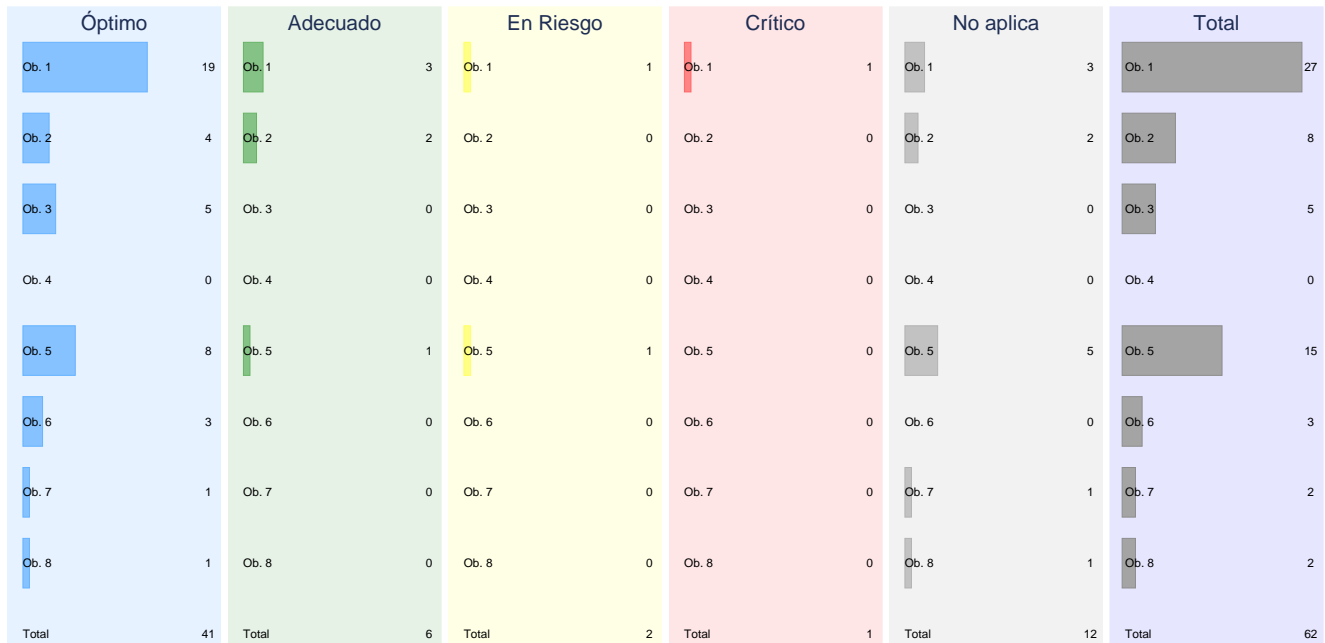 Óptimo Adecuado En Riesgo Crítico No aplica Total
Ob. 1 19 Ob. 1 3 Ob. 1 1 Ob. 1 1 Ob. 1 3 Ob. 1 27
Ob. 2 4 Ob. 2 2 Ob. 2 0 Ob. 2 0 Ob. 2 2 Ob. 2 8
Ob. 3 5 Ob. 3 0 Ob. 3 0 Ob. 3 0 Ob. 3 0 Ob. 3 5
Ob. 4 0 Ob. 4 0 Ob. 4 0 Ob. 4 0 Ob. 4 0 Ob. 4 0
Ob. 5 8 Ob. 5 1 Ob. 5 1 Ob. 5 0 Ob. 5 5 Ob. 5 15
Ob. 6 3 Ob. 6 0 Ob. 6 0 Ob. 6 0 Ob. 6 0 Ob. 6 3
Ob. 7 1 Ob. 7 0 Ob. 7 0 Ob. 7 0 Ob. 7 1 Ob. 7 2
Ob. 8 1 Ob. 8 0 Ob. 8 0 Ob. 8 0 Ob. 8 1 Ob. 8 2
Total 41 Total 6 Total 2 Total 1 Total 12 Total 62